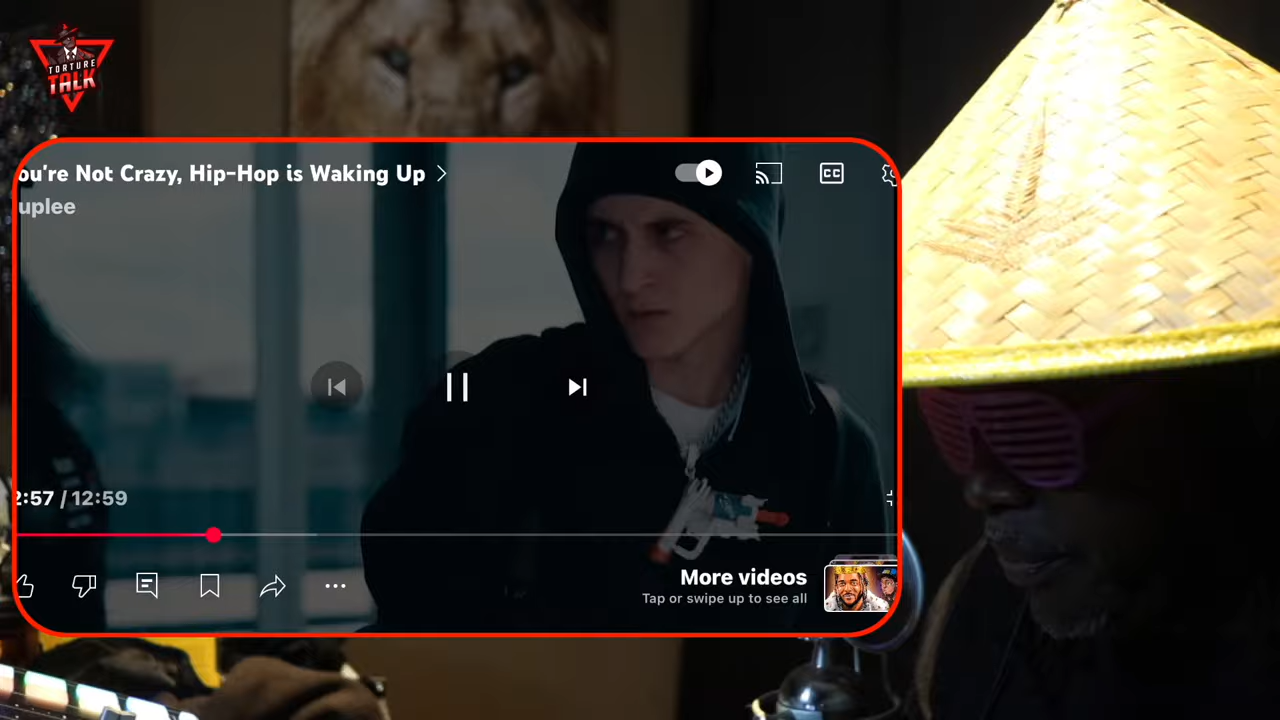 TORTURE
TALK
ou're Not Crazy, Hip-Hop is Waking Up
uplee
CC
2:57 / 12:59
More videos
Tap or swipe up to see all